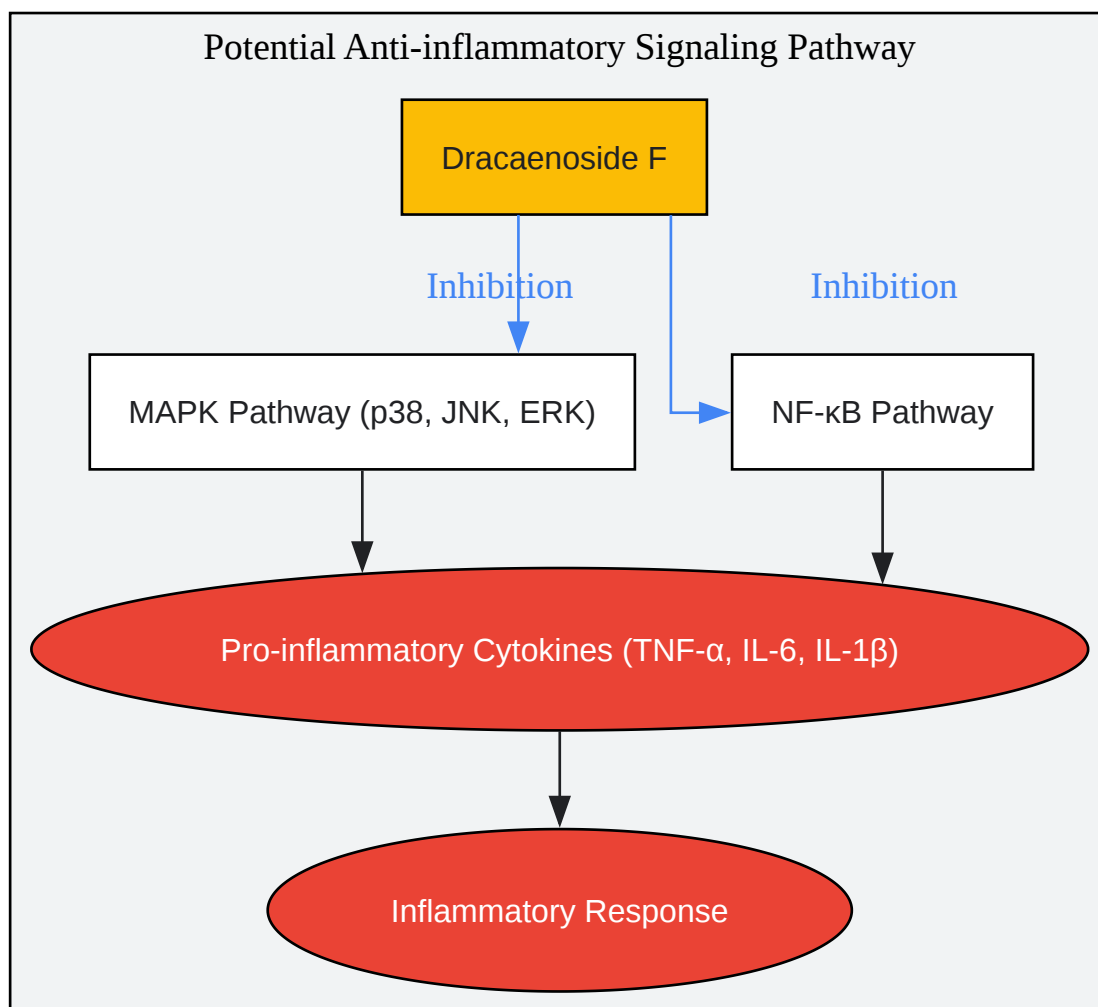 Potential Anti-inflammatory Signaling Pathway
Dracaenoside F
Inhibition
Inhibition
MAPK Pathway (p38, JNK, ERK)
NF-κB Pathway
Pro-inflammatory Cytokines (TNF-α, IL-6, IL-1β)
Inflammatory Response